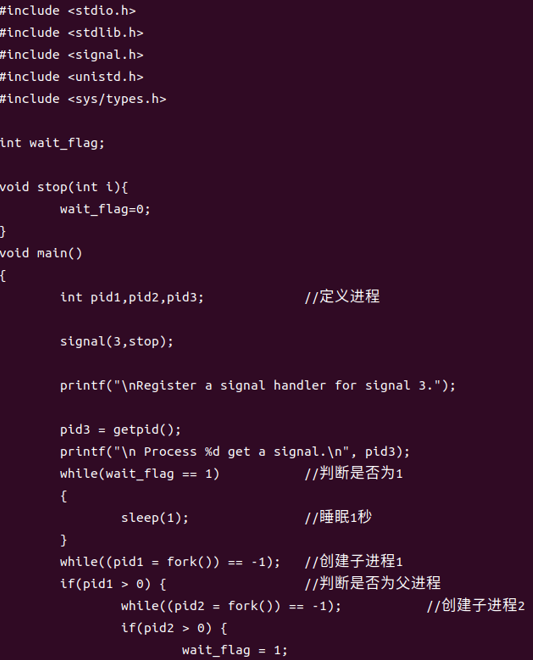 #include <stdio.h>
#include <stdlib.h>
#include <signal.h>
#include <unistd.h>
#include <sys/types.h>
int wait_flag;
void stop(int i){
wait_flag=0;
}
void main()
{
int pid1,pid2,pid3; //定义进程
signal(3,stop);
printf("\nRegister a signal handler for signal 3.");
pid3 = getpid();
printf("\n Process %d get a signal.\n", pid3);
while(wait_flag == 1) //判断是否为1
{
sleep(1); //睡眠1秒
}
while((pid1 = fork()) == -1); //创建子进程1
if(pid1 > 0) { //判断是否为父进程
while((pid2 = fork()) == -1); //创建子进程2
if(pid2 > 0) {
wait_flag = 1;